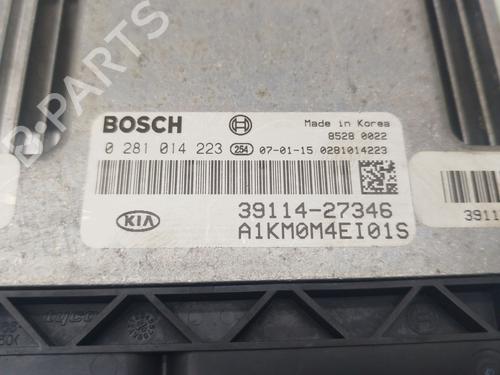 BOSCH
Made in Korea
8528 0022
0 281 014 223 254 07-01-15 0281014223
KIA
39114-27346
A1KM0M4EI01S
3911
B-PARTS